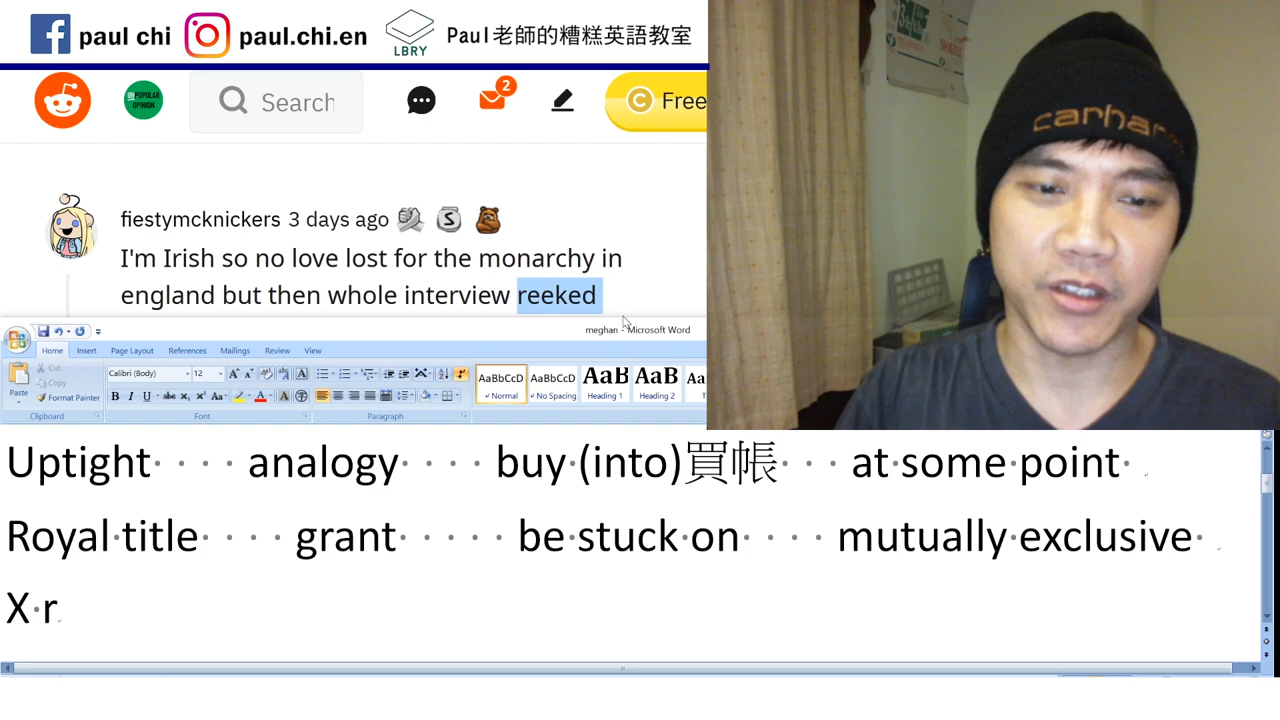 paul chi paul.chi.en LBRY Paul老師的糟糕英語教室
UNPOPULAR OPINION Search 2 Free
fiestymcknickers 3 days ago
I'm Irish so no love lost for the monarchy in
england but then whole interview reeked
meghan - Microsoft Word
Home Insert Page Layout References Mailings Review View
Paste Cut Copy Format Painter
Calibri (Body) 12
AaBbCcD AaBbCcD AaBb AaB
Normal No Spacing Heading 1 Heading 2
Clipboard Font Paragraph
carhar
Uptight analogy buy (into)買帳 at some point
Royal title grant be stuck on mutually exclusive
X r